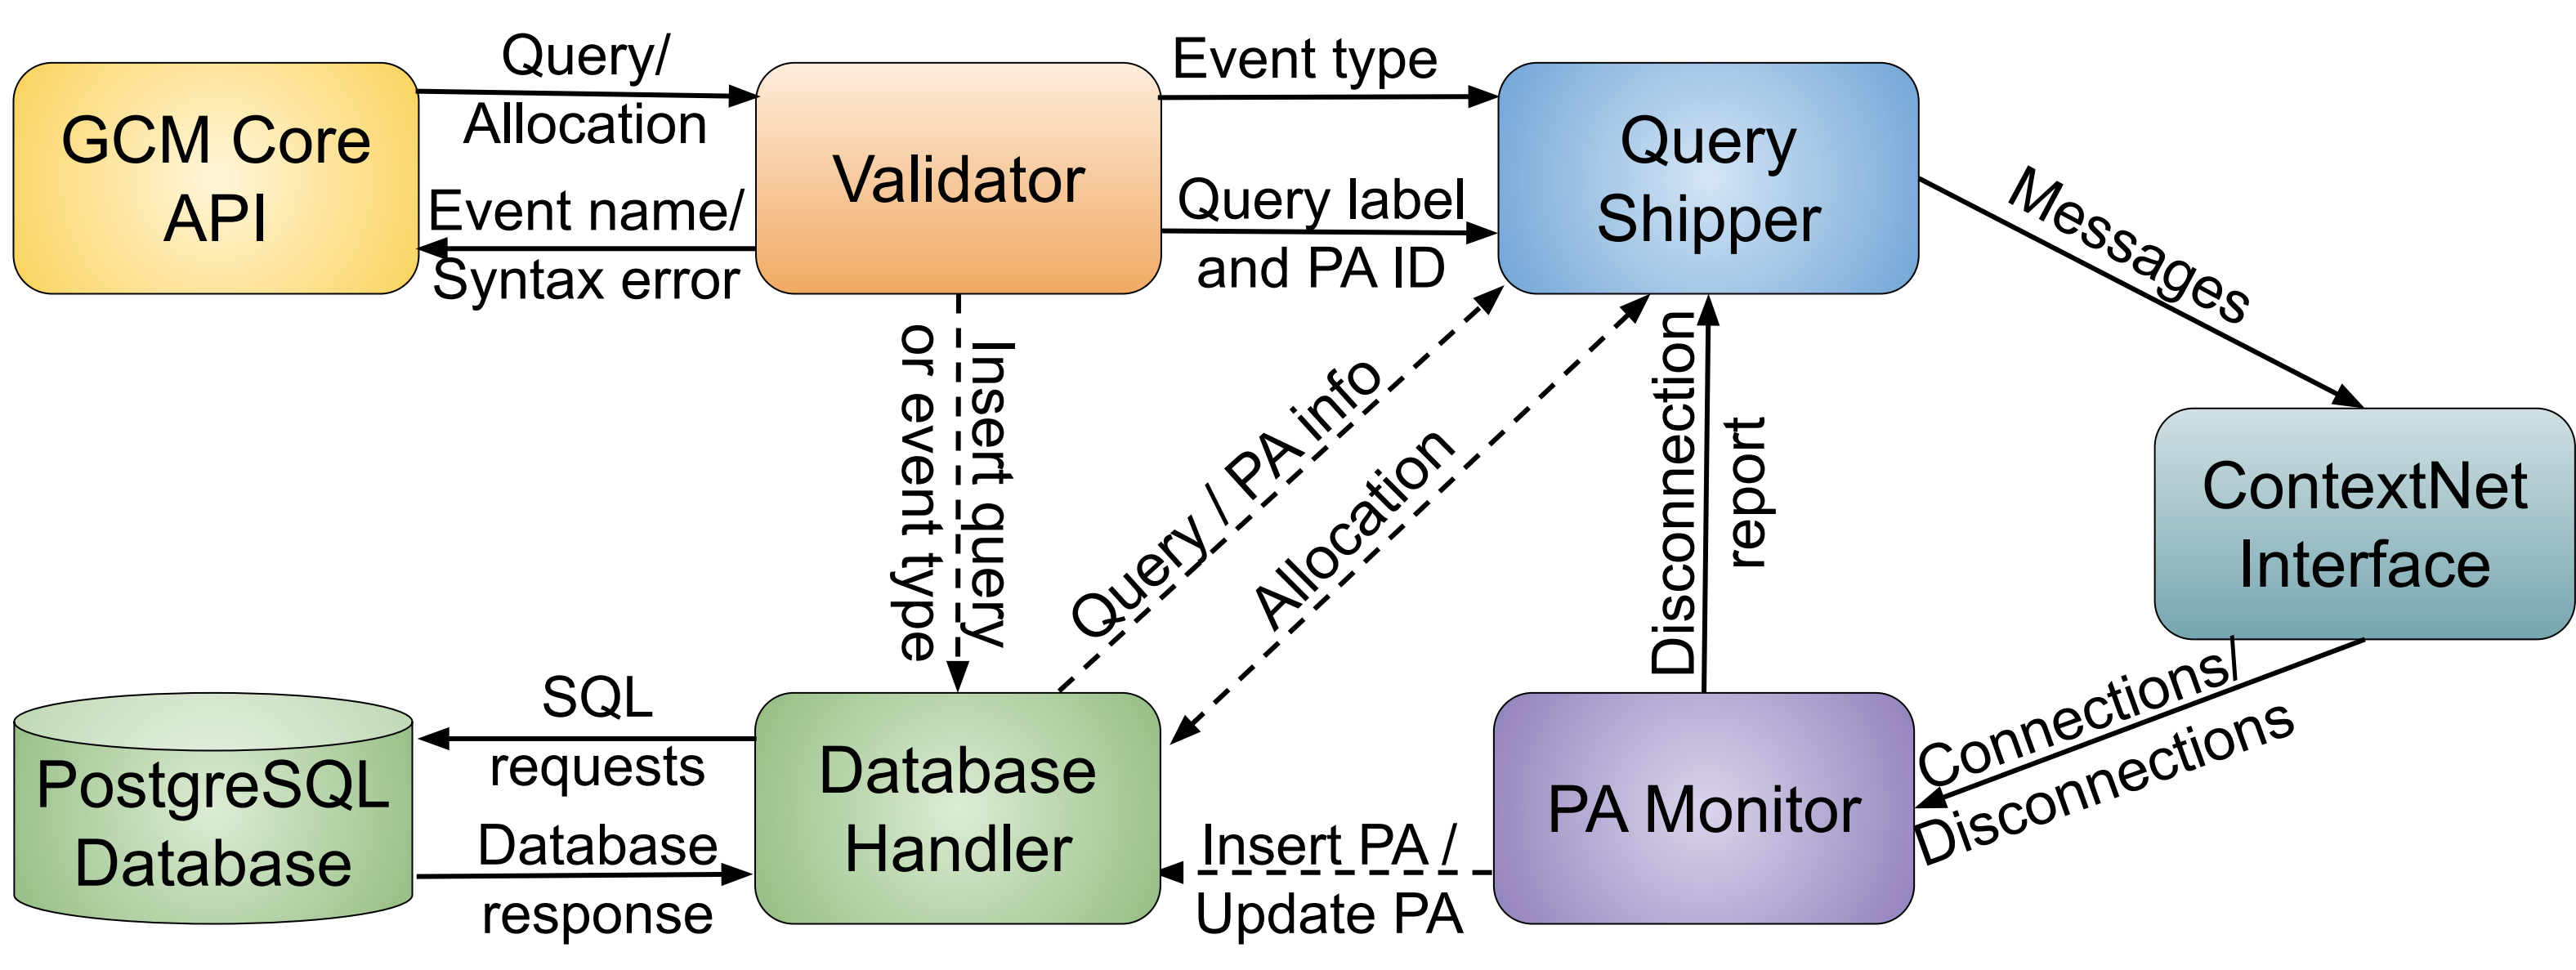 Query/
Allocation
Event type
GCM Core
API
Validator
Query
Shipper
Event name/
Syntax error
Query label
and PA ID
Messages
Insert query
or event type
Query / PA info
Allocation
Disconnection
report
ContextNet
Interface
SQL
requests
Connections/
Disconnections
PostgreSQL
Database
Database
Handler
PA Monitor
Database
response
Insert PA /
Update PA